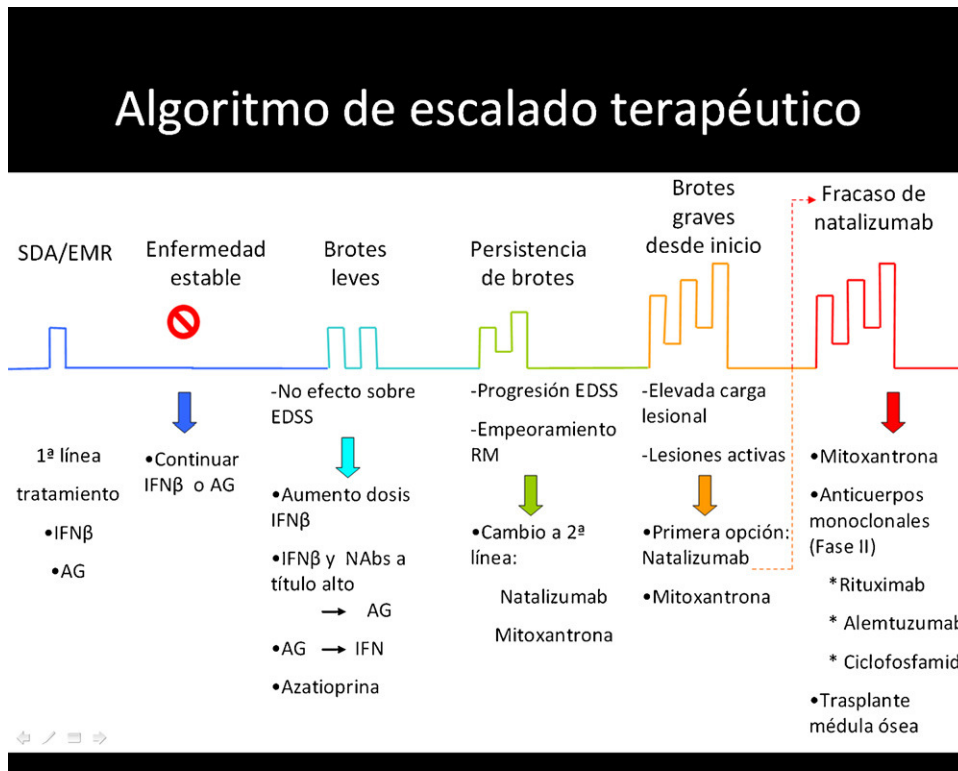 Algoritmo de escalado terapéutico
SDA/EMR
1ª línea
tratamiento
•IFNβ
•AG
Enfermedad
estable
•Continuar
IFNβ o AG
Brotes
leves
-No efecto sobre
EDSS
•Aumento dosis
IFNβ
•IFNβ y NAbs a
título alto
→ AG
•AG → IFN
•Azatioprina
Persistencia
de brotes
-Progresión EDSS
-Empeoramiento
RM
•Cambio a 2ª
línea:
Natalizumab
Mitoxantrona
Brotes
graves
desde inicio
-Elevada carga
lesional
-Lesiones activas
•Primera opción:
Natalizumab
•Mitoxantrona
Fracaso de
natalizumab
•Mitoxantrona
•Anticuerpos
monoclonales
(Fase II)
*Rituximab
* Alemtuzumab
* Ciclofosfamid
•Trasplante
médula ósea